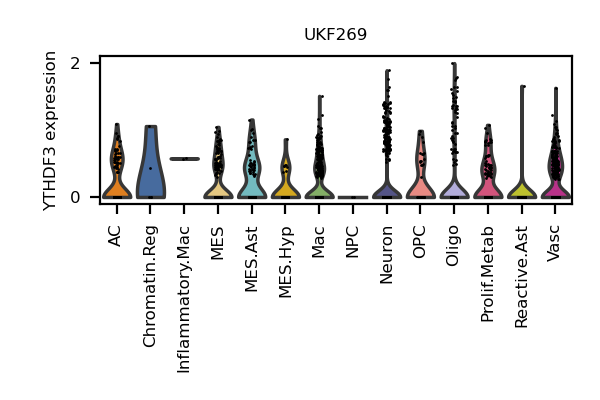 UKF269
YTHDF3 expression
2
0
AC
Chromatin.Reg
Inflammatory.Mac
MES
MES.Ast
MES.Hyp
Mac
NPC
Neuron
OPC
Oligo
Prolif.Metab
Reactive.Ast
Vasc